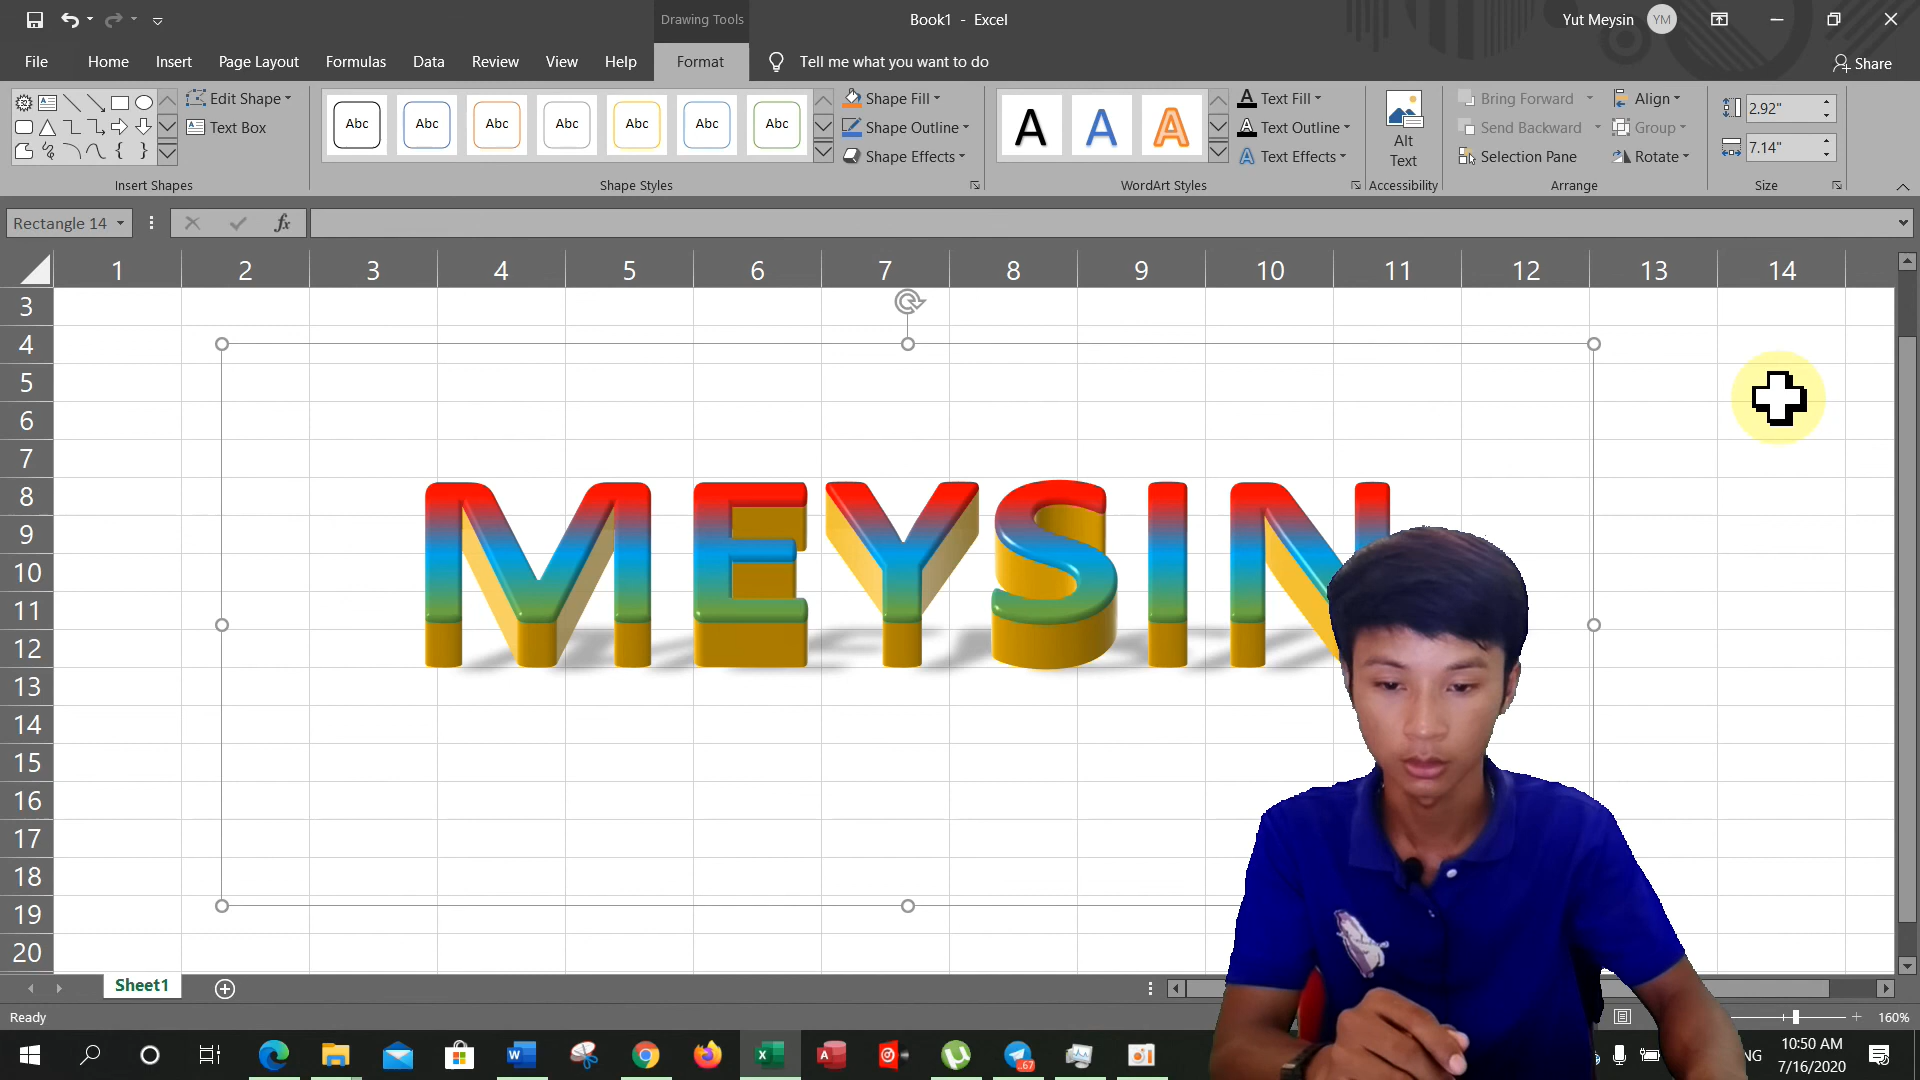 Drawing Tools
Book1 - Excel
Yut Meysin
YM
File
Home
Insert
Page Layout
Formulas
Data
Review
View
Help
Format
Tell me what you want to do
Share
Edit Shape
Text Box
Insert Shapes
Abc
Abc
Abc
Abc
Abc
Abc
Abc
Shape Fill
Shape Outline
Shape Effects
Shape Styles
A
A
A
Text Fill
Text Outline
Text Effects
WordArt Styles
Alt
Text
Accessibility
Bring Forward
Send Backward
Selection Pane
Align
Group
Rotate
Arrange
2.92"
7.14"
Size
Rectangle 14
fx
1 2 3 4 5 6 7 8 9 10 11 12 13 14
3
4
5
6
7
8
9
10
11
12
13
14
15
16
17
18
19
20
MEYSIN
Sheet1
Ready
160%
67
NG
10:50 AM
7/16/2020